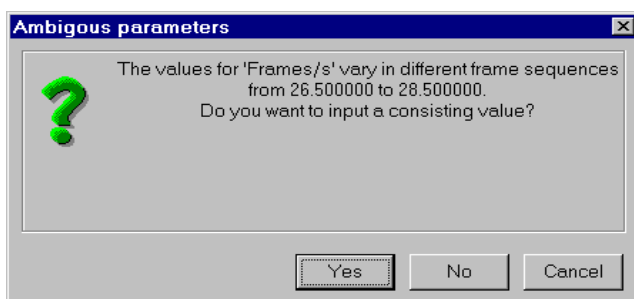 Ambigous parameters
The values for 'Frames/s' vary in different frame sequences
from 26.500000 to 28.500000.
Do you want to input a consisting value?
Yes No Cancel